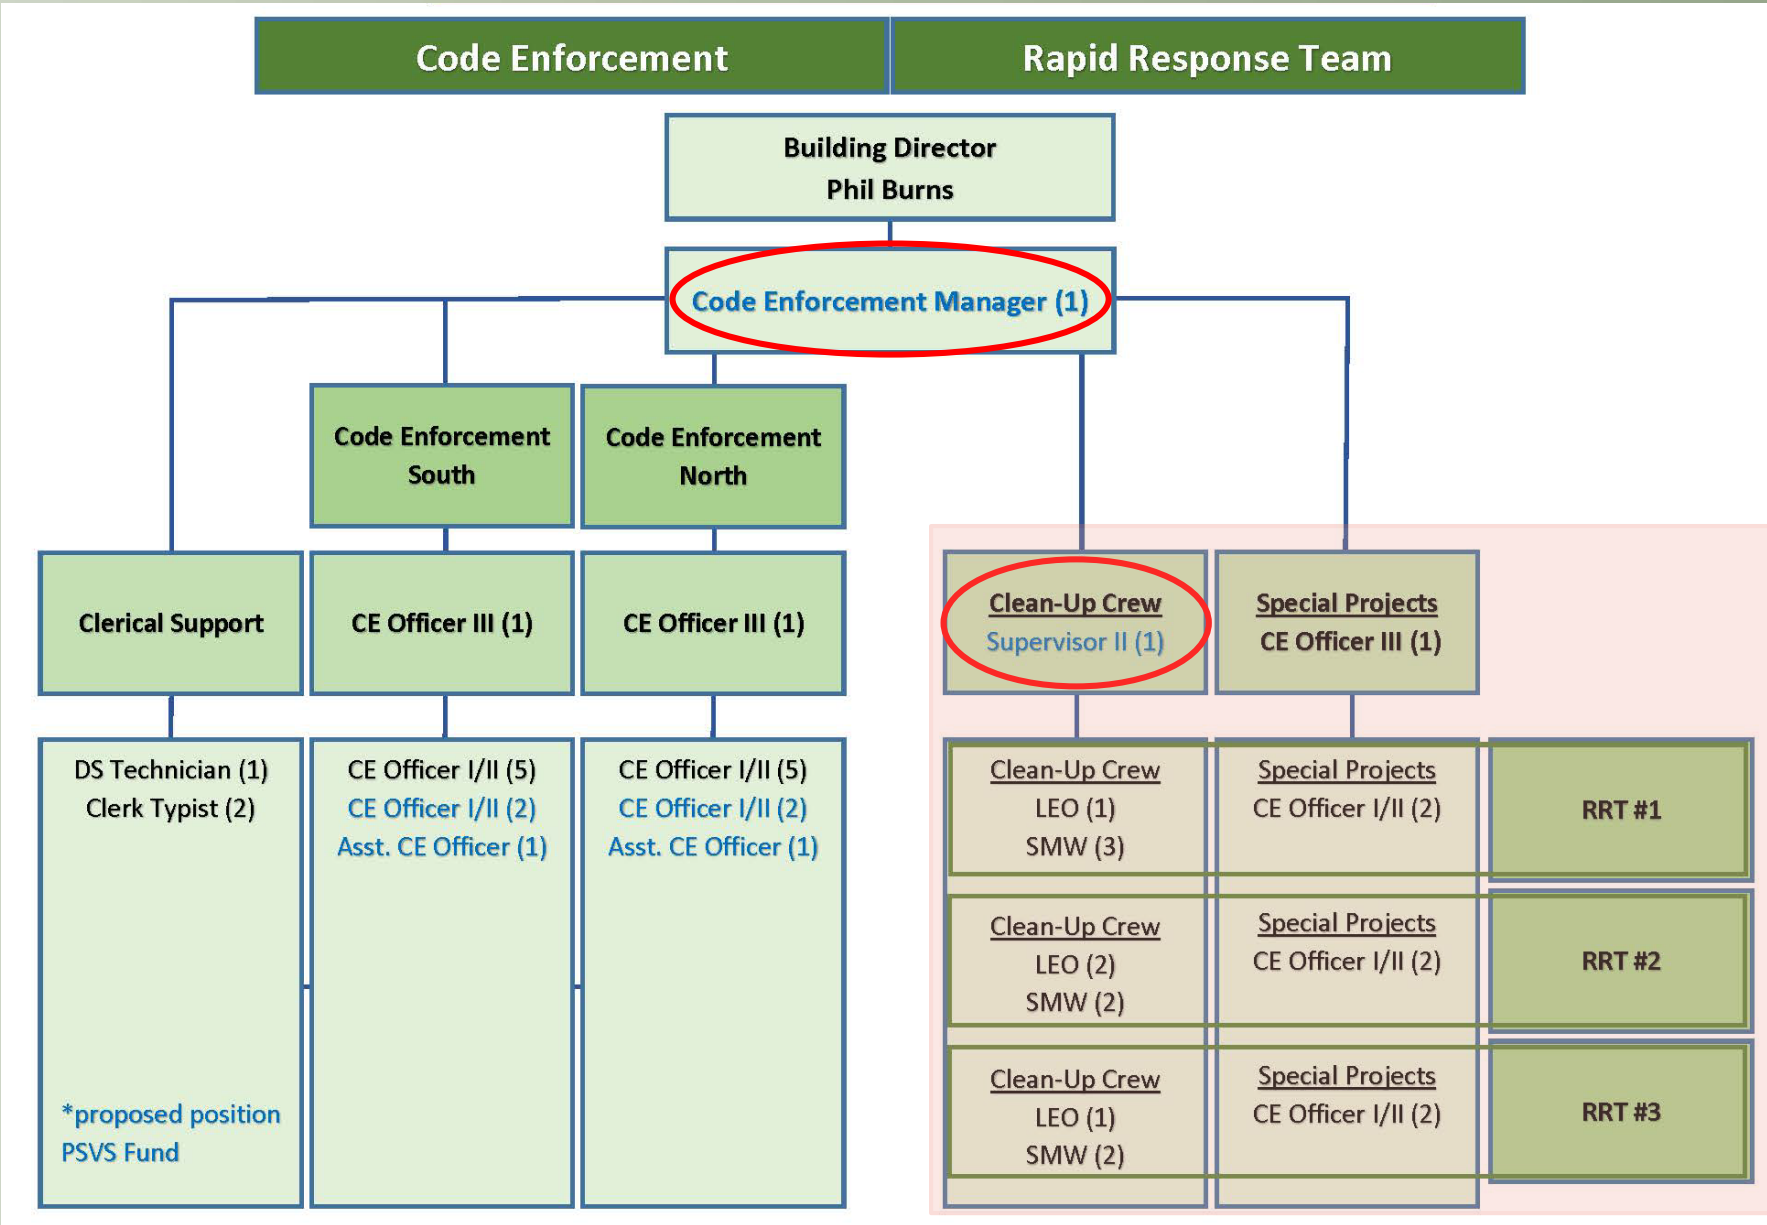 Code Enforcement
Rapid Response Team
Building Director
Phil Burns
Code Enforcement Manager (1)
Code Enforcement
South
Code Enforcement
North
Clerical Support
CE Officer III (1)
CE Officer III (1)
Clean-Up Crew
Supervisor II (1)
Special Projects
CE Officer III (1)
DS Technician (1)
Clerk Typist (2)
*proposed position
PSVS Fund
CE Officer I/II (5)
CE Officer I/II (2)
Asst. CE Officer (1)
CE Officer I/II (5)
CE Officer I/II (2)
Asst. CE Officer (1)
Clean-Up Crew
LEO (1)
SMW (3)
Special Projects
CE Officer I/II (2)
RRT #1
Clean-Up Crew
LEO (2)
SMW (2)
Special Projects
CE Officer I/II (2)
RRT #2
Clean-Up Crew
LEO (1)
SMW (2)
Special Projects
CE Officer I/II (2)
RRT #3